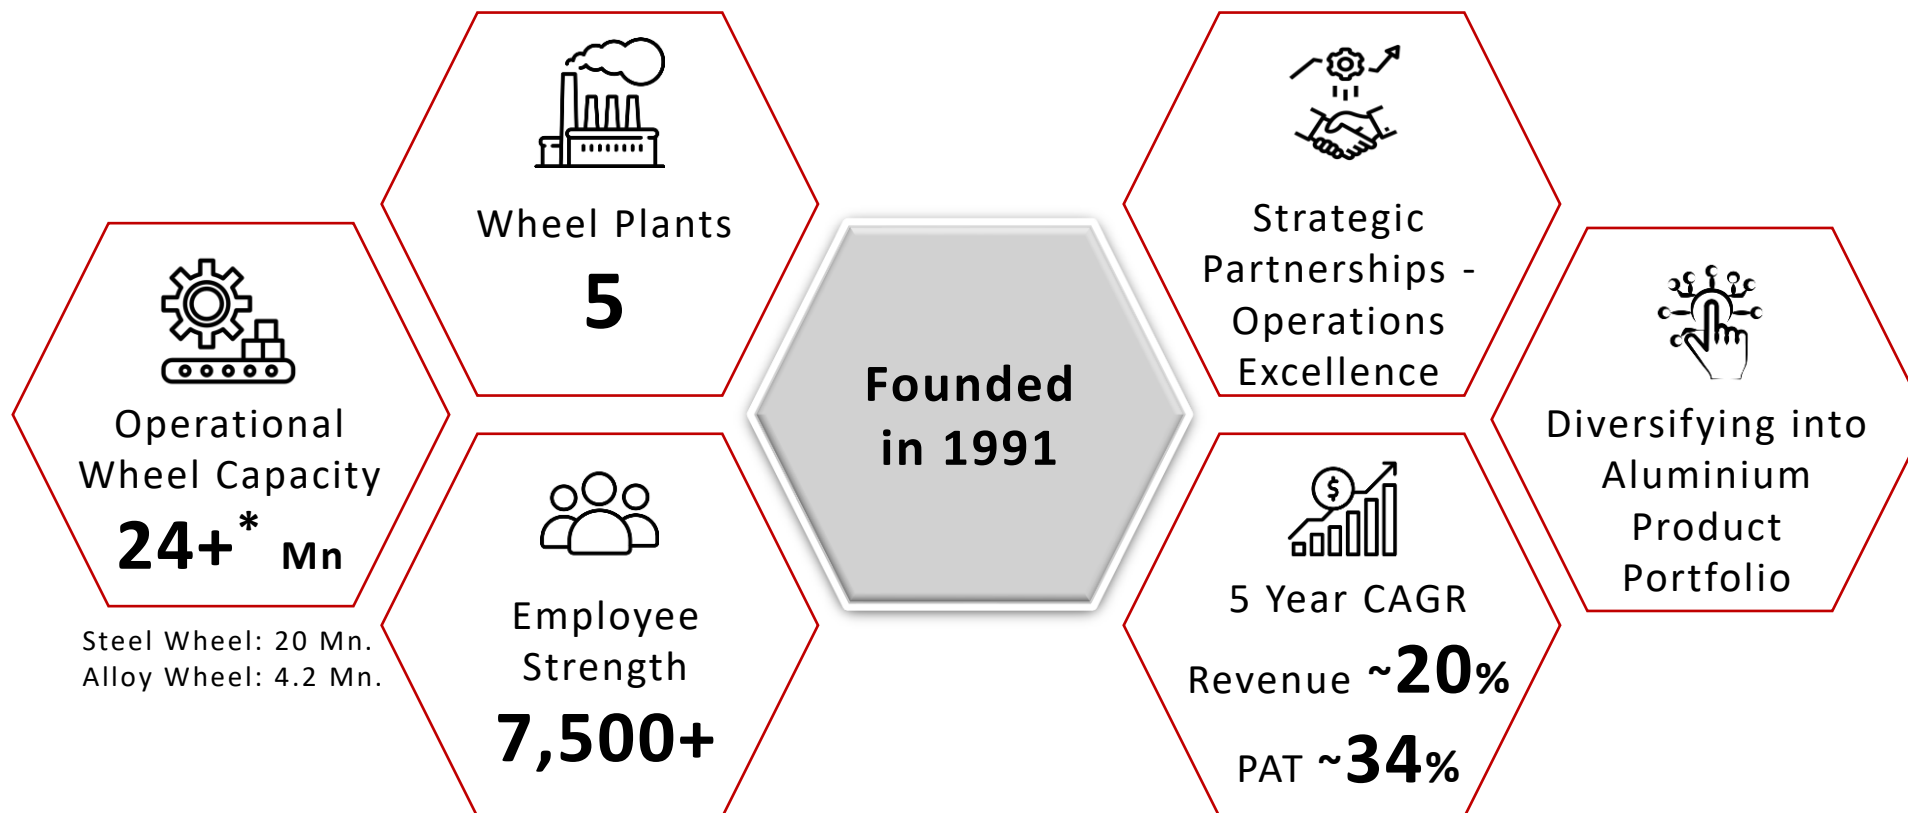 Wheel Plants
5
Operational
Wheel Capacity
24+* Mn
Steel Wheel: 20 Mn.
Alloy Wheel: 4.2 Mn.
Employee
Strength
7,500+
Founded
in 1991
Strategic
Partnerships -
Operations
Excellence
Diversifying into
Aluminium
Product
Portfolio
5 Year CAGR
Revenue ~20%
PAT ~34%